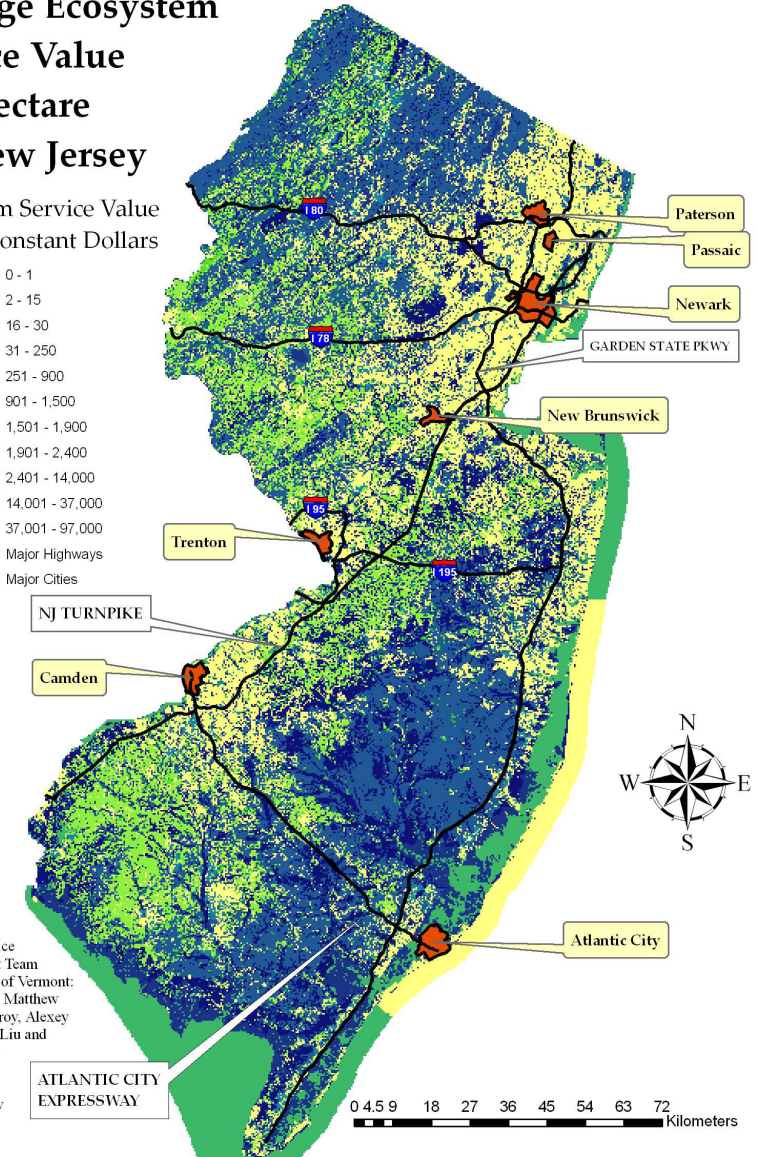 ge Ecosystem
ce Value
ectare
ew Jersey
m Service Value
onstant Dollars
0 - 1
2 - 15
16 - 30
31 - 250
251 - 900
901 - 1,500
1,501 - 1,900
1,901 - 2,400
2,401 - 14,000
14,001 - 37,000
37,001 - 97,000
Major Highways
Major Cities
I 80
Paterson
Passaic
Newark
I 78
GARDEN STATE PKWY
New Brunswick
I 95
Trenton
I 195
NJ TURNPIKE
Camden
N
W E
S
Atlantic City
ice
t Team
of Vermont:
Matthew
roy, Alexey
Liu and
ATLANTIC CITY
EXPRESSWAY
0 4.5 9 18 27 36 45 54 63 72
Kilometers